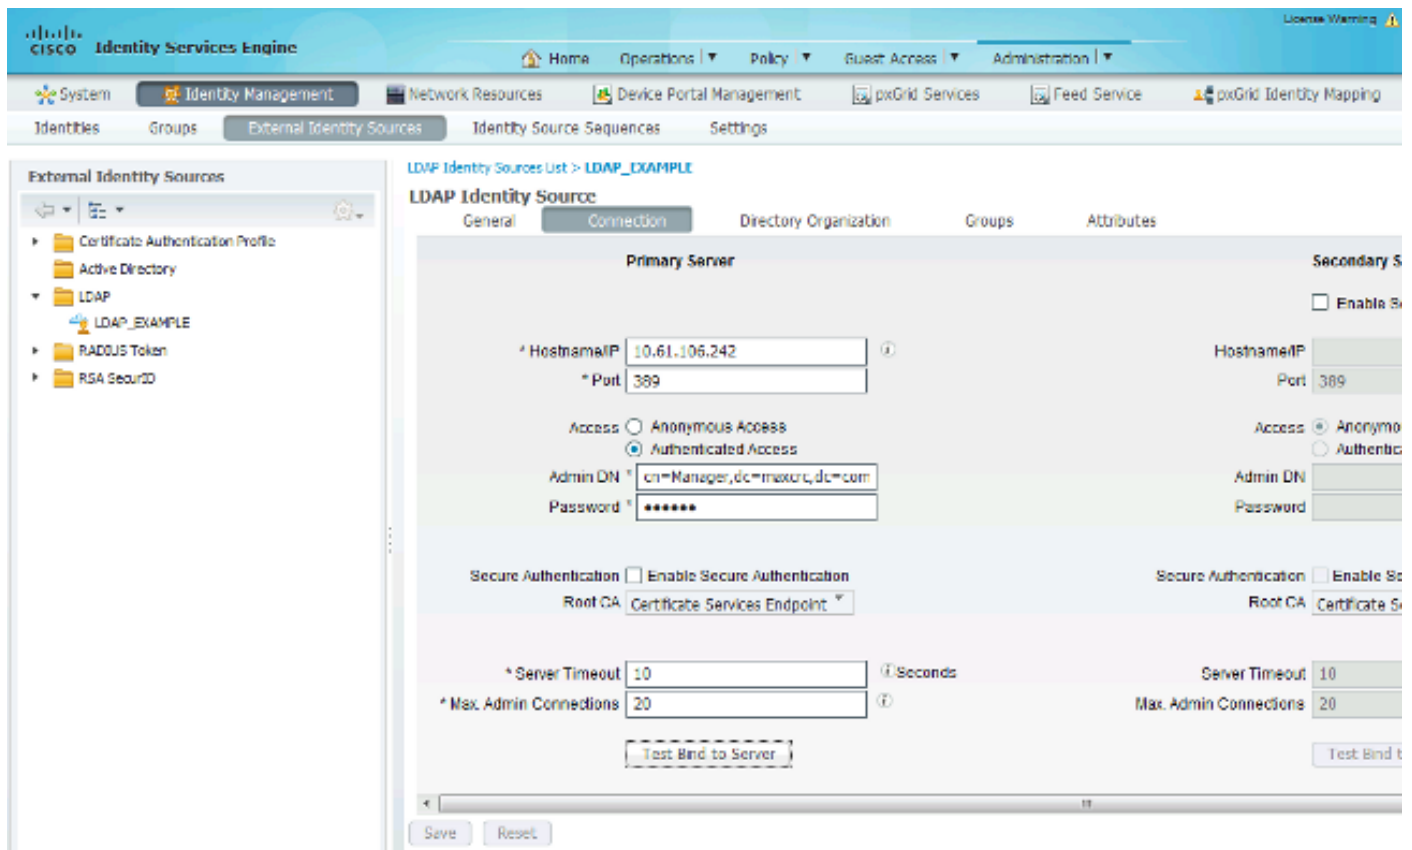 License Warning
CISCO Identity Services Engine
Home Operations Policy Guest Access Administration
System Identity Management Network Resources Device Portal Management pxGrid Services Feed Service pxGrid Identity Mapping
Identities Groups External Identity Sources Identity Source Sequences Settings
External Identity Sources
Certificate Authentication Profile
Active Directory
LDAP
LDAP_EXAMPLE
RADIUS Token
RSA SecurID
LDAP Identity Sources List > LDAP_EXAMPLE
LDAP Identity Source
General Connection Directory Organization Groups Attributes
Primary Server Secondary S
Enable Se
* Hostname/IP 10.61.106.242 Hostname/IP
* Port 389 Port 389
Access Anonymous Access Access Anonymo
Authenticated Access Authentica
Admin DN * cn=Manager,dc=maxcrc,dc=com Admin DN
Password * •••••• Password
Secure Authentication Enable Secure Authentication Secure Authentication Enable Se
Root CA Certificate Services Endpoint Root CA Certificate Se
* Server Timeout 10 Seconds Server Timeout 10
* Max. Admin Connections 20 Max. Admin Connections 20
Test Bind to Server Test Bind t
Save Reset